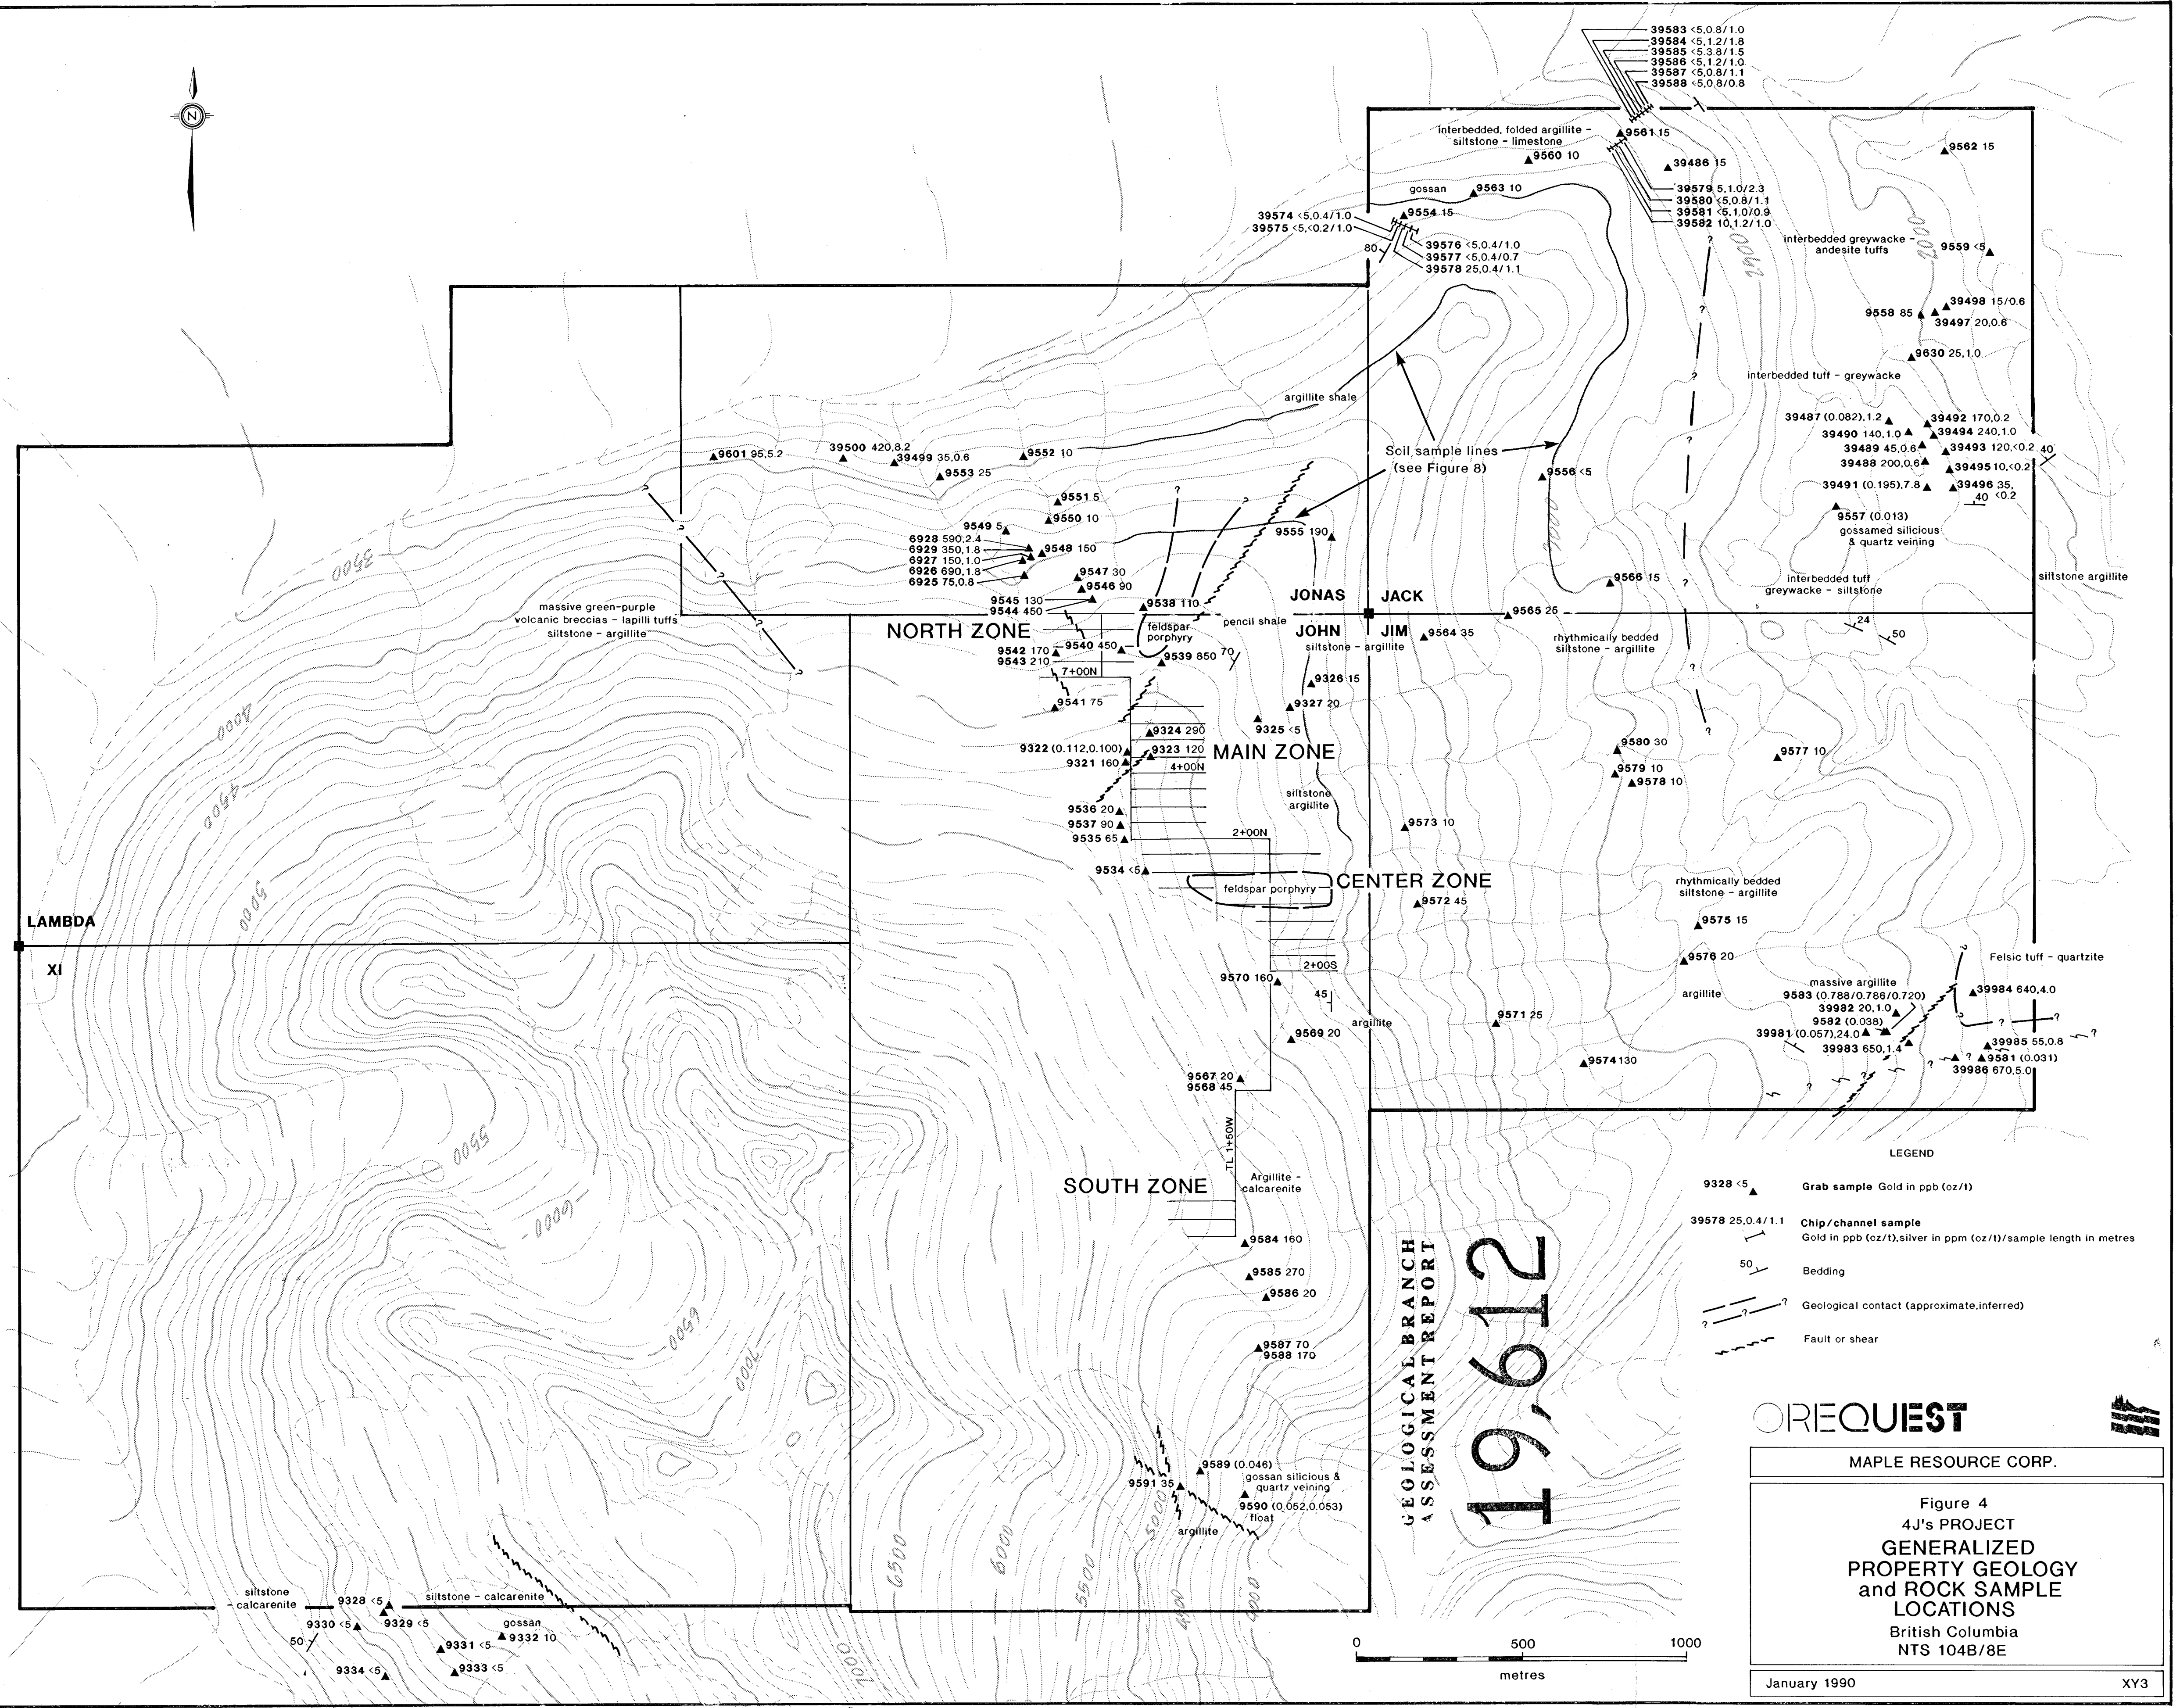 39583 <5,0.8/1.0
39584 <5,1.2/1.8
39585 <5,3.8/1.5
39586 <5,1.2/1.0
39587 <5,0.8/1.1
39588 <5,0.8/0.8
N
interbedded, folded argillite -
siltstone - limestone
9561 15
9560 10
39486 15
9562 15
gossan
9563 10
39579 5,1.0/2.3
39580 <5,0.8/1.1
39581 <5,1.0/0.9
39582 10,1.2/1.0
39574 <5,0.4/1.0
39575 <5,<0.2/1.0
9554 15
80
39576 <5,0.4/1.0
39577 <5,0.4/0.7
39578 25,0.4/1.1
?
interbedded greywacke -
andesite tuffs
9559 <5
39498 15/0.6
9558 85
39497 20,0.6
9630 25,1.0
interbedded tuff - greywacke
argillite shale
39487 (0.082),1.2
39492 170,0.2
39490 140,1.0
39494 240,1.0
39489 45,0.6
39493 120,<0.2
40
39488 200,0.6
39495 10,<0.2
39491 (0.195),7.8
39496 35,
<0.2
40
9557 (0.013)
gossamed silicious
& quartz veining
Soil sample lines
(see Figure 8)
9556 <5
9601 95,5.2
39500 420,8.2
39499 35,0.6
9552 10
9553 25
9551 5
9550 10
9549 5
6928 590,2.4
6929 350,1.8
6927 150,1.0
6926 690,1.8
6925 75,0.8
9548 150
9555 190
9547 30
9546 90
9545 130
9544 450
9538 110
3500
massive green-purple
volcanic breccias - lapilli tuffs
siltstone - argillite
JONAS
JACK
9566 15
interbedded tuff
greywacke - siltstone
siltstone argillite
9565 25
NORTH ZONE
feldspar
porphyry
pencil shale
JOHN
JIM
9564 35
24
50
siltstone - argillite
rhythmically bedded
siltstone - argillite
9542 170
9543 210
9540 450
9539 850
70
7+00N
9541 75
9326 15
9327 20
9325 <5
9324 290
9322 (0.112,0.100)
9323 120
MAIN ZONE
9321 160
4+00N
9580 30
9577 10
9579 10
9578 10
4000
4500
5000
siltstone
argillite
9536 20
9537 90
9535 65
2+00N
9573 10
9534 <5
feldspar porphyry
CENTER ZONE
9572 45
rhythmically bedded
siltstone - argillite
9575 15
9576 20
LAMBDA
XI
2+00S
9570 160
45
argillite
argillite
Felsic tuff - quartzite
massive argillite
9583 (0.788/0.786/0.720)
39984 640,4.0
39982 20,1.0
9582 (0.038)
39981 (0.057),24.0
39983 650,1.4
39985 55,0.8
9581 (0.031)
39986 670,5.0
9571 25
9569 20
9574 130
9567 20
9568 45
TL 1+50W
5500
6000
6500
7000
SOUTH ZONE
Argillite -
calcarenite
9584 160
9585 270
9586 20
9587 70
9588 170
9589 (0.046)
9591 35
gossan silicious &
quartz veining
9590 (0.052,0.053)
float
argillite
6500
6000
5500
5000
4500
4000
7000
siltstone
- calcarenite
siltstone - calcarenite
9328 <5
9330 <5
9329 <5
gossan
9332 10
50
9331 <5
9334 <5
9333 <5
GEOLOGICAL BRANCH
ASSESSMENT REPORT
19,612
LEGEND
9328 <5
Grab sample Gold in ppb (oz/t)
39578 25,0.4/1.1
Chip/channel sample
Gold in ppb (oz/t),silver in ppm (oz/t)/sample length in metres
50
Bedding
Geological contact (approximate,inferred)
Fault or shear
0 500 1000
metres
OREQUEST
MAPLE RESOURCE CORP.
Figure 4
4J's PROJECT
GENERALIZED
PROPERTY GEOLOGY
and ROCK SAMPLE
LOCATIONS
British Columbia
NTS 104B/8E
January 1990
XY3